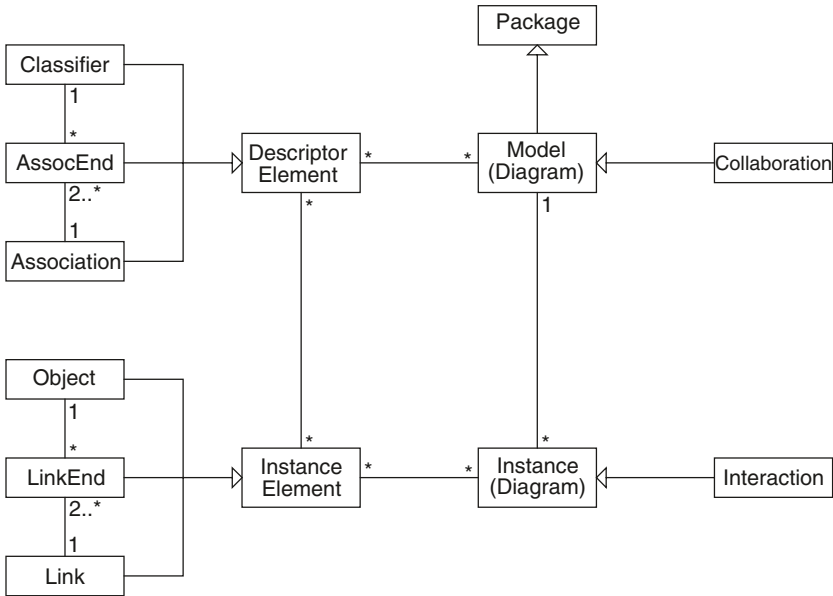 Package
Classifier
1
*
AssocEnd
2..*
1
Association
Descriptor
Element
*
*
*
Model
(Diagram)
1
Collaboration
Object
1
*
LinkEnd
2..*
1
Link
*
Instance
Element
*
*
*
Instance
(Diagram)
Interaction